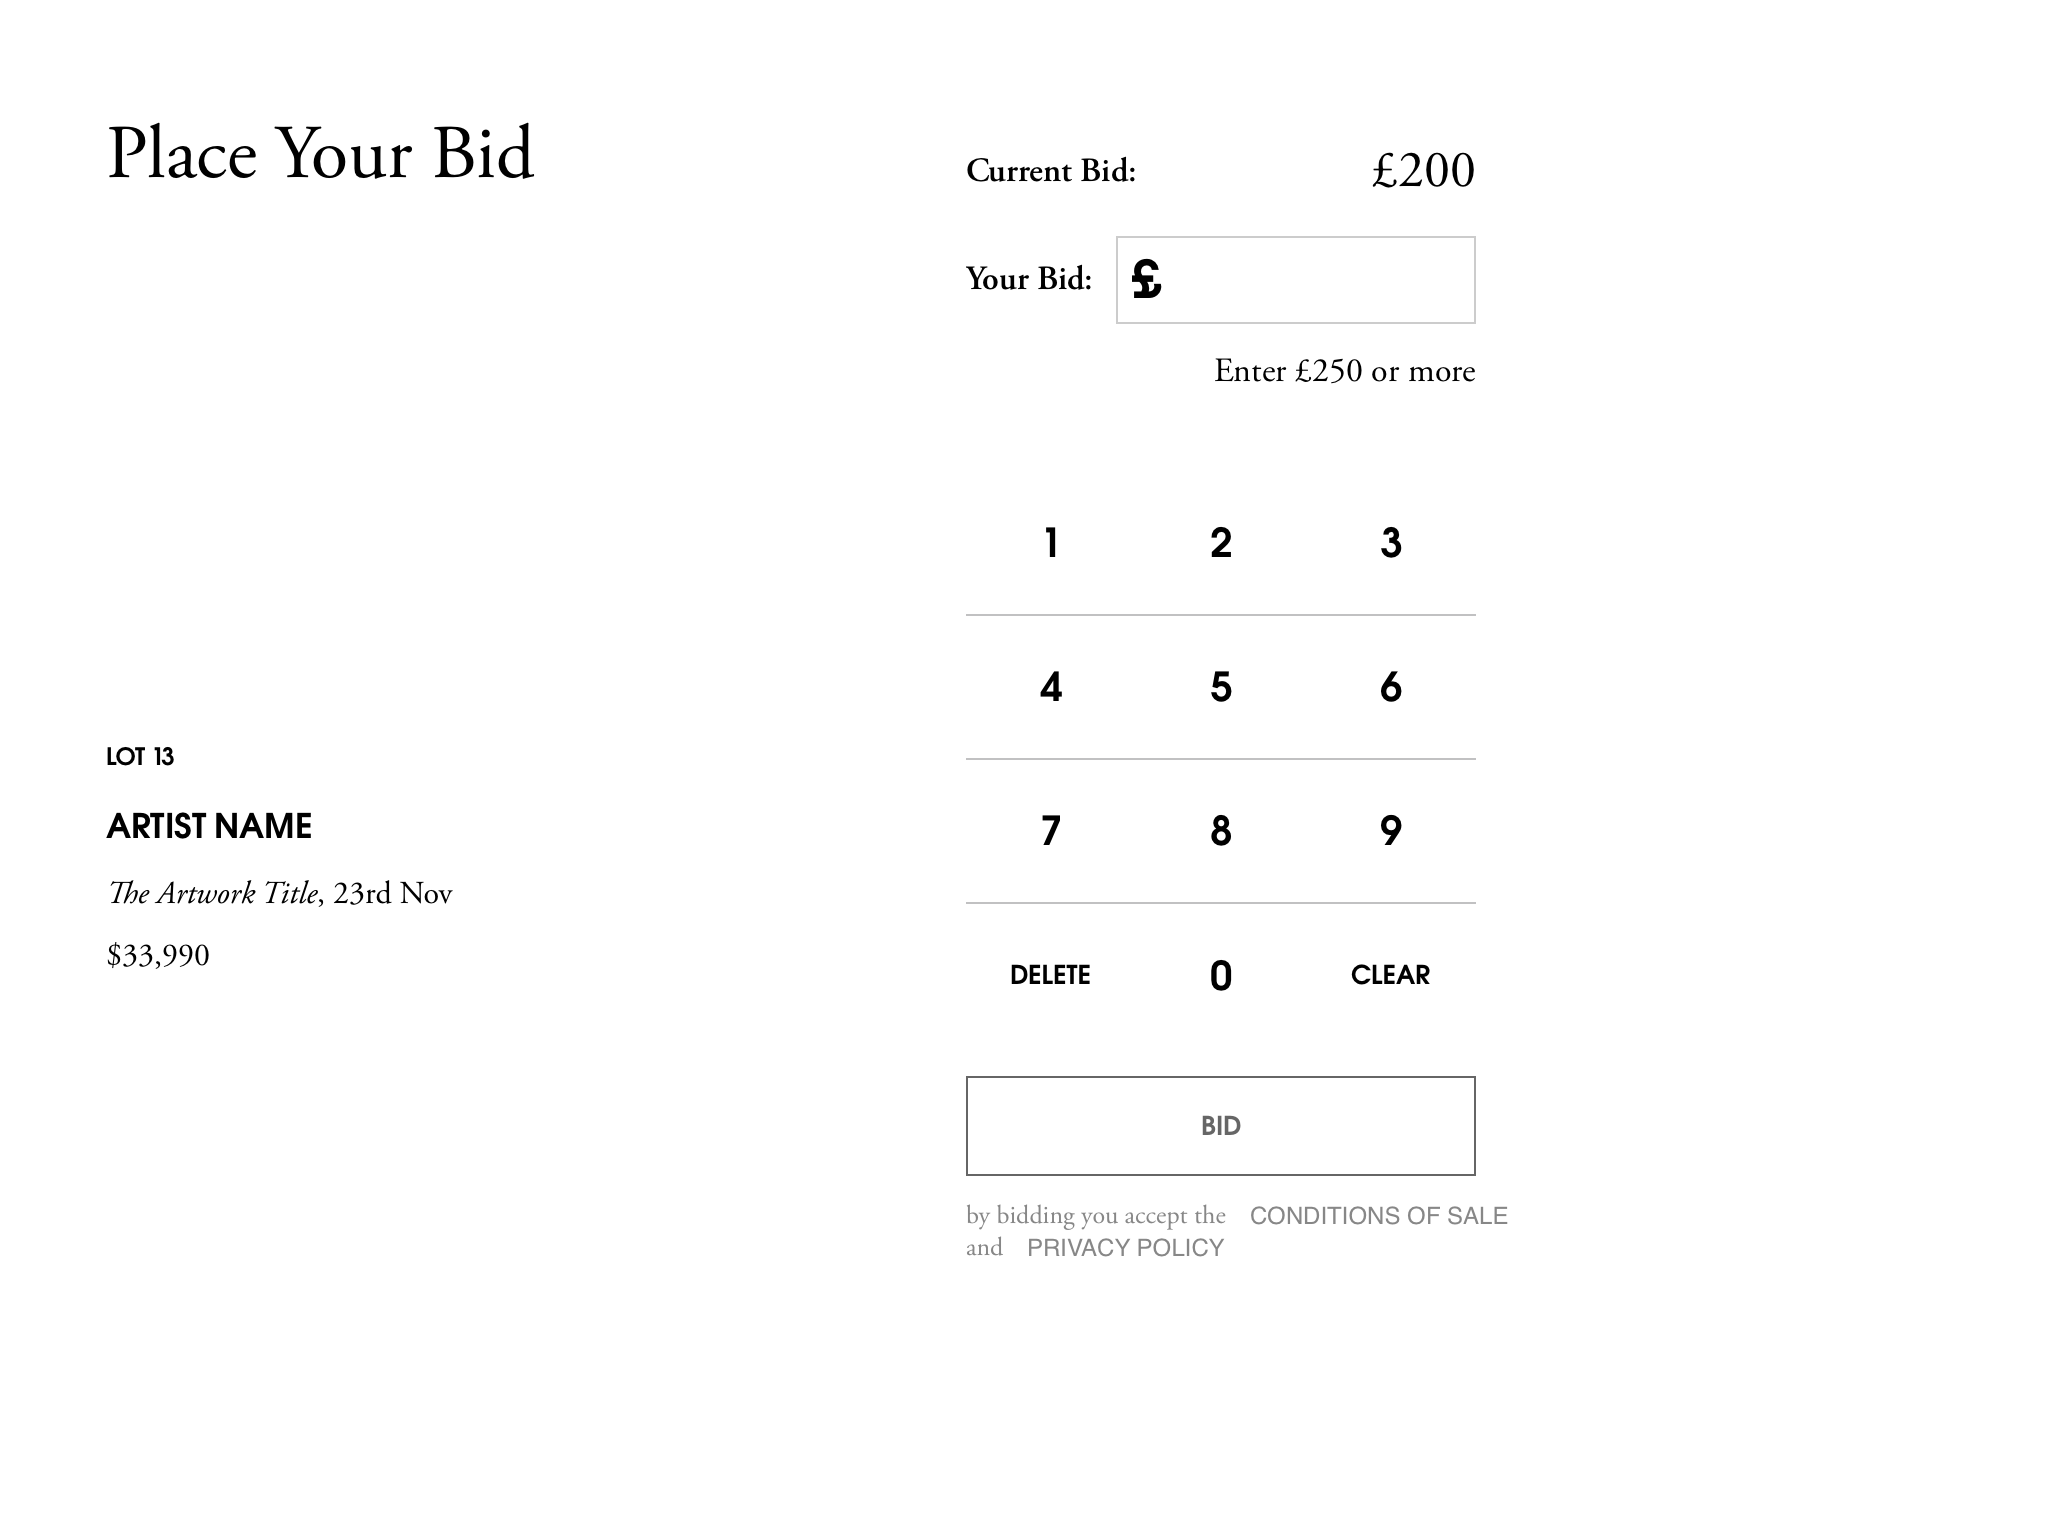 Place Your Bid
LOT 13
ARTIST NAME
The Artwork Title, 23rd Nov
$33,990
Current Bid: £200
Your Bid: £
Enter £250 or more
1 2 3
4 5 6
7 8 9
DELETE 0 CLEAR
BID
by bidding you accept the CONDITIONS OF SALE
and PRIVACY POLICY